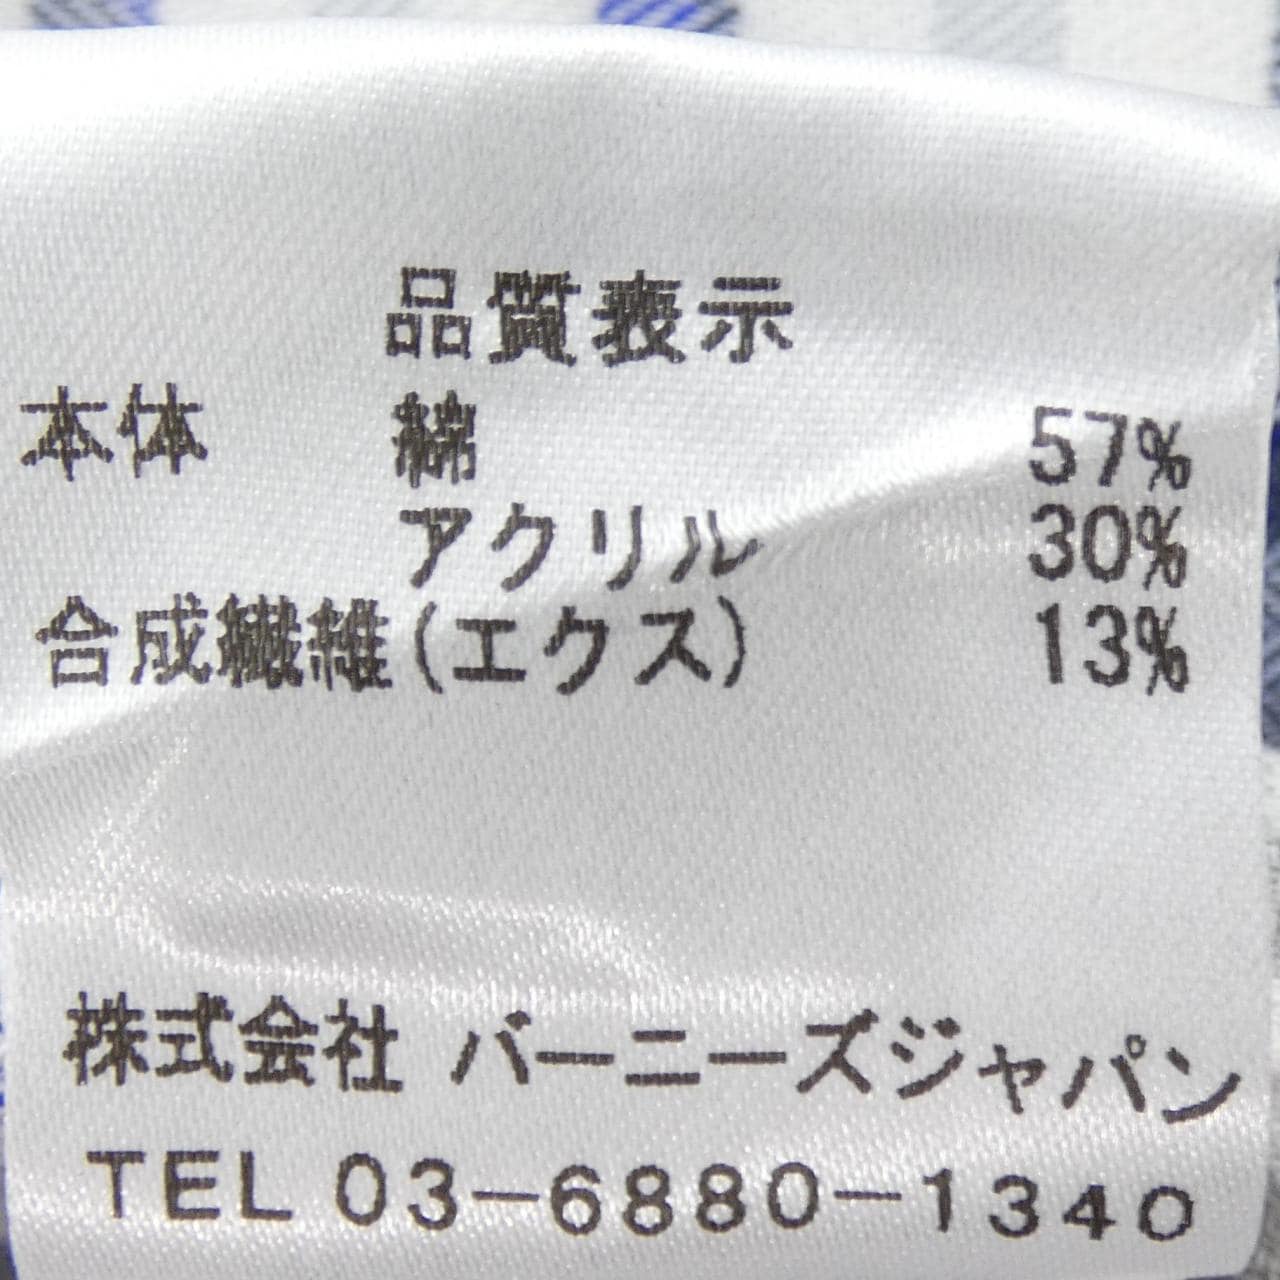 品質表示
本体 綿 57%
アクリル 30%
合成繊維(エクス) 13%
株式会社 バーニーズジャパン
TEL 03-6880-1340